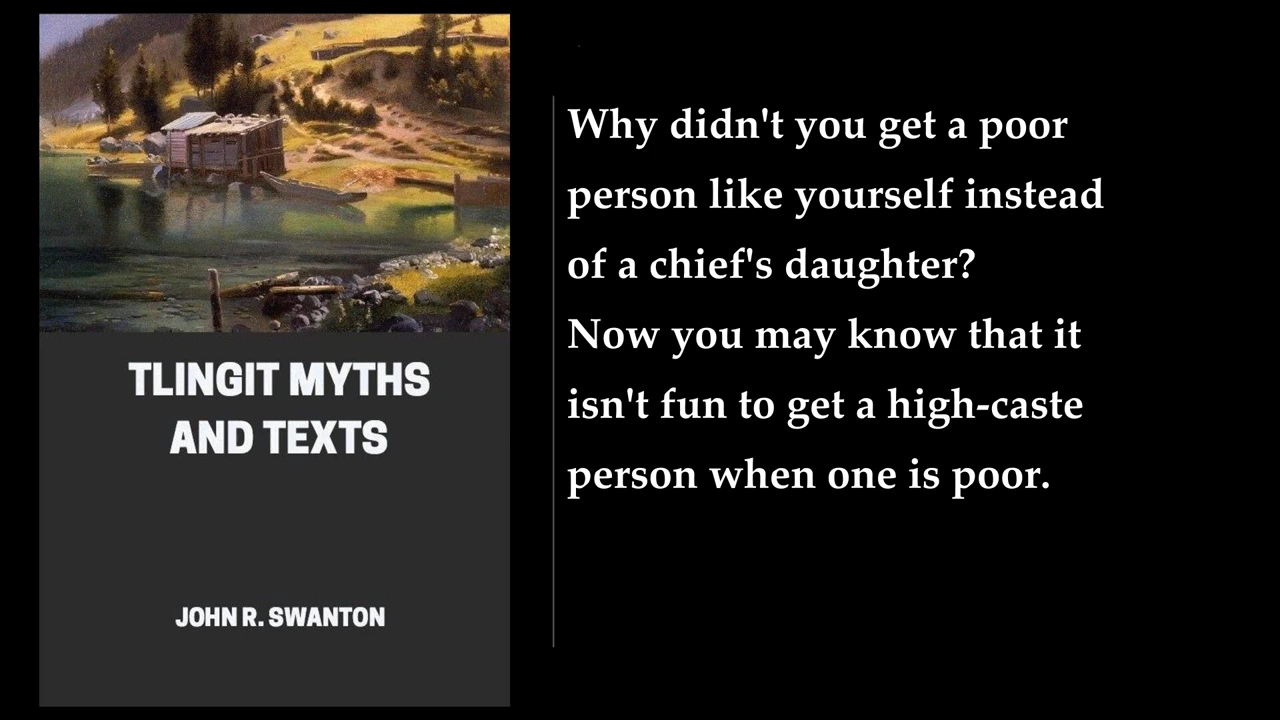 TLINGIT MYTHS
AND TEXTS
JOHN R. SWANTON
Why didn't you get a poor
person like yourself instead
of a chief's daughter?
Now you may know that it
isn't fun to get a high-caste
person when one is poor.